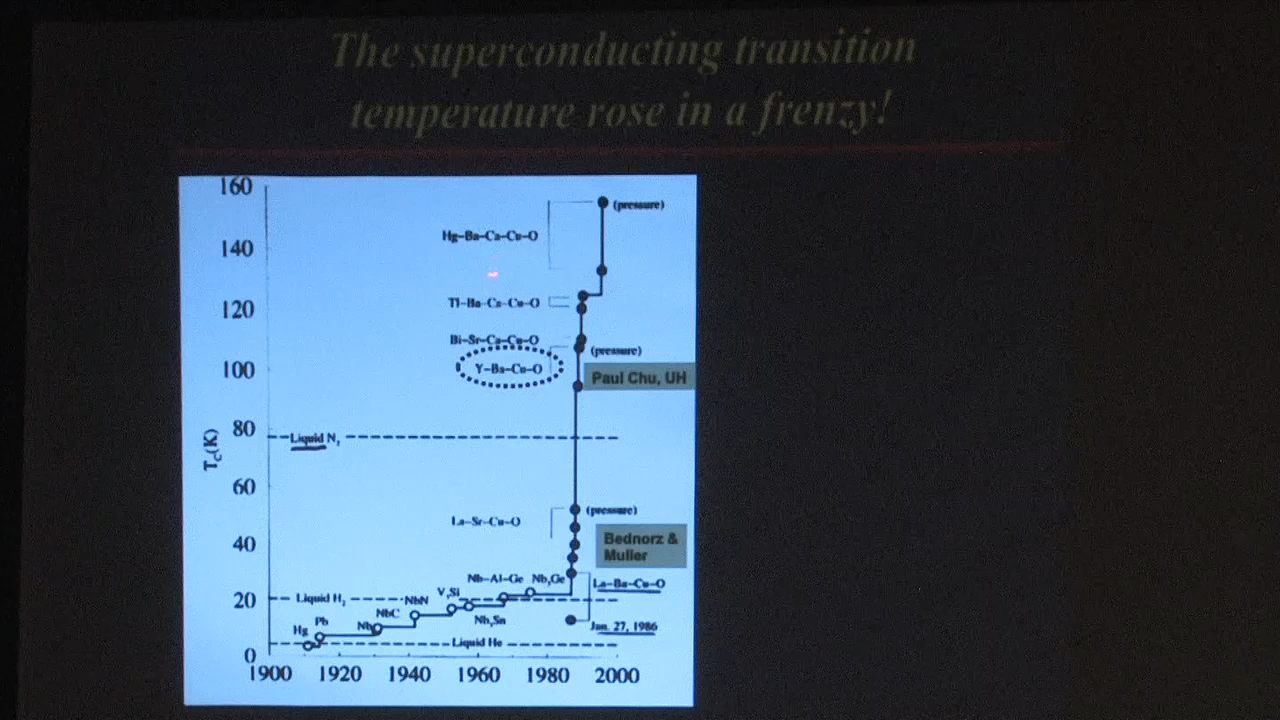 The superconducting transition
temperature rose in a frenzy!
160
140
120
100
80
60
40
20
0
T_c(K)
1900 1920 1940 1960 1980 2000
(pressure)
Hg-Ba-Ca-Cu-O
Tl-Ba-Ca-Cu-O
Bi-Sr-Ca-Cu-O
(pressure)
Y-Ba-Cu-O
Paul Chu, UH
Liquid N₂
(pressure)
La-Sr-Cu-O
Bednorz &
Muller
Nb-Al-Ge
Nb₃Ge
La-Ba-Cu-O
V₃Si
Liquid H₂
NbN
NbC
Nb₃Sn
Jan. 27, 1986
Pb
Nb
Hg
Liquid He